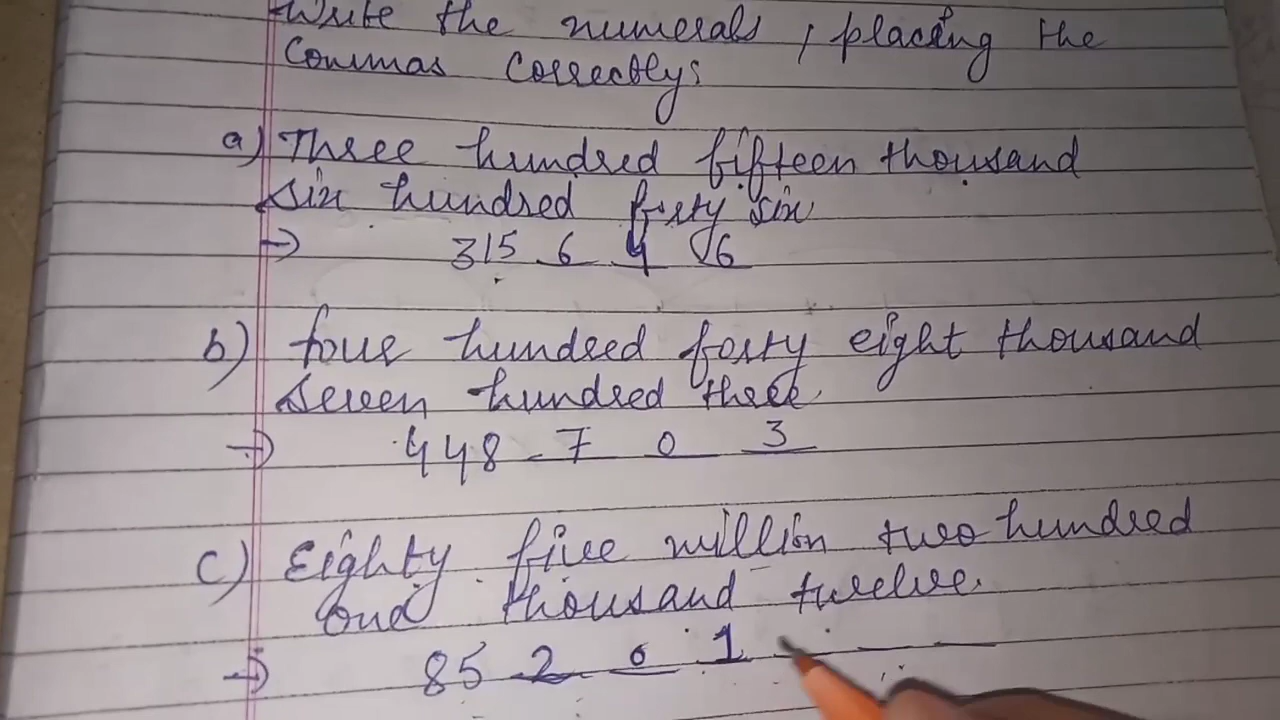 Write the numerals, placing the
Commas Correctly:
a) Three hundred fifteen thousand
six hundred forty six
→ 315 6 4 6
b) four hundred forty eight thousand
seven hundred three
→ 448 7 0 3
c) Eighty five million two hundred
one thousand twelve.
→ 85 2 0 1